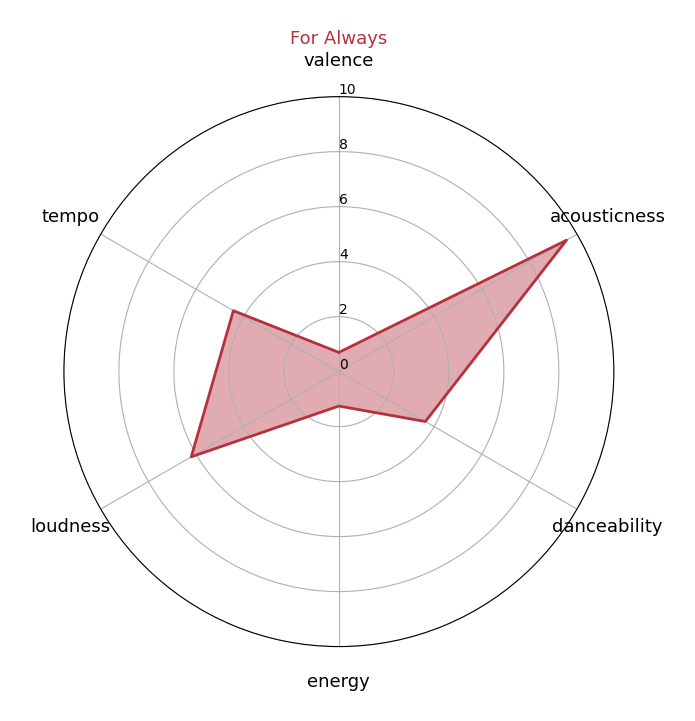 For Always
valence
10
8
6
4
2
0
tempo
acousticness
loudness
danceability
energy